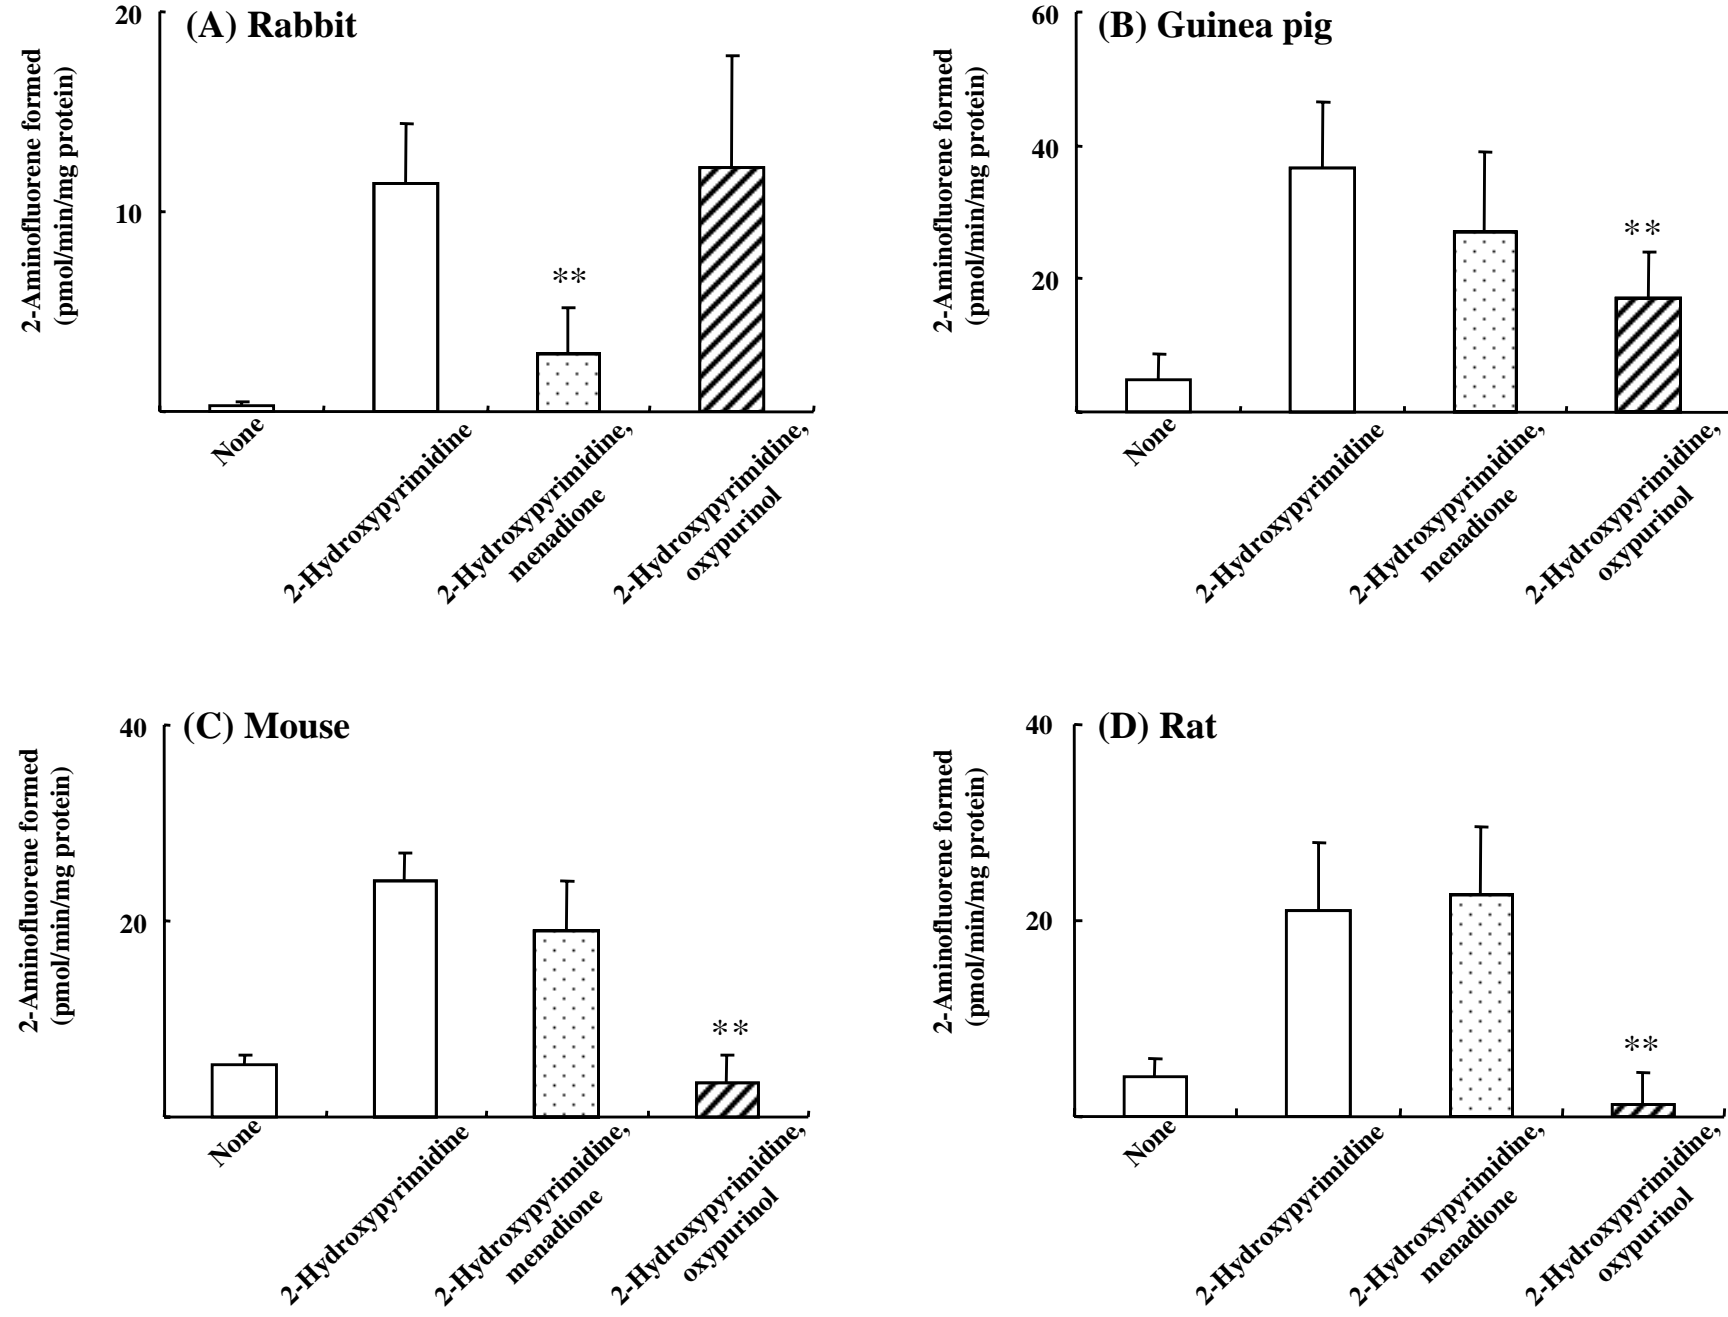 (A) Rabbit
2-Aminofluorene formed
(pmol/min/mg protein)
20
10
**
None
2-Hydroxypyrimidine
2-Hydroxypyrimidine,
menadione
2-Hydroxypyrimidine,
oxypurinol
(B) Guinea pig
2-Aminofluorene formed
(pmol/min/mg protein)
60
40
20
**
None
2-Hydroxypyrimidine
2-Hydroxypyrimidine,
menadione
2-Hydroxypyrimidine,
oxypurinol
(C) Mouse
2-Aminofluorene formed
(pmol/min/mg protein)
40
20
**
None
2-Hydroxypyrimidine
2-Hydroxypyrimidine,
menadione
2-Hydroxypyrimidine,
oxypurinol
(D) Rat
2-Aminofluorene formed
(pmol/min/mg protein)
40
20
**
None
2-Hydroxypyrimidine
2-Hydroxypyrimidine,
menadione
2-Hydroxypyrimidine,
oxypurinol